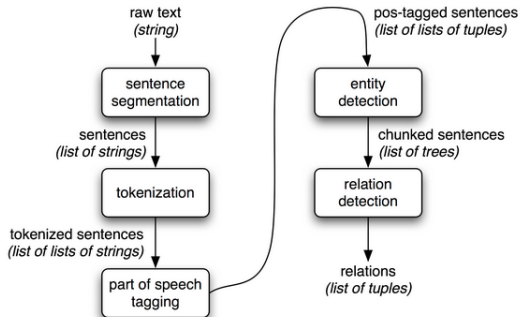 raw text
(string)
sentence
segmentation
sentences
(list of strings)
tokenization
tokenized sentences
(list of lists of strings)
part of speech
tagging
pos-tagged sentences
(list of lists of tuples)
entity
detection
chunked sentences
(list of trees)
relation
detection
relations
(list of tuples)